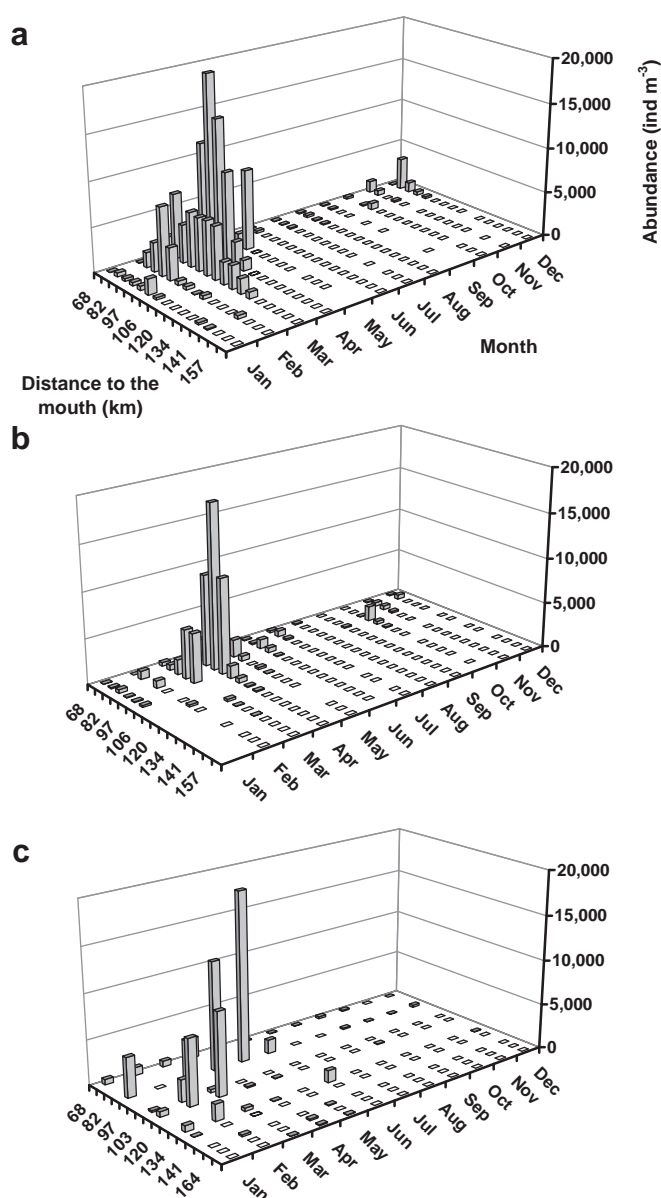 a
20,000
15,000
10,000
5,000
0
Abundance (ind m⁻³)
68
82
97
106
120
134
141
157
Distance to the
mouth (km)
Jan
Feb
Mar
Apr
May
Jun
Jul
Aug
Sep
Oct
Nov
Dec
Month
b
20,000
15,000
10,000
5,000
0
68
82
97
106
120
134
141
157
Jan
Feb
Mar
Apr
May
Jun
Jul
Aug
Sep
Oct
Nov
Dec
c
20,000
15,000
10,000
5,000
0
68
82
97
103
120
134
141
164
Jan
Feb
Mar
Apr
May
Jun
Jul
Aug
Sep
Oct
Nov
Dec